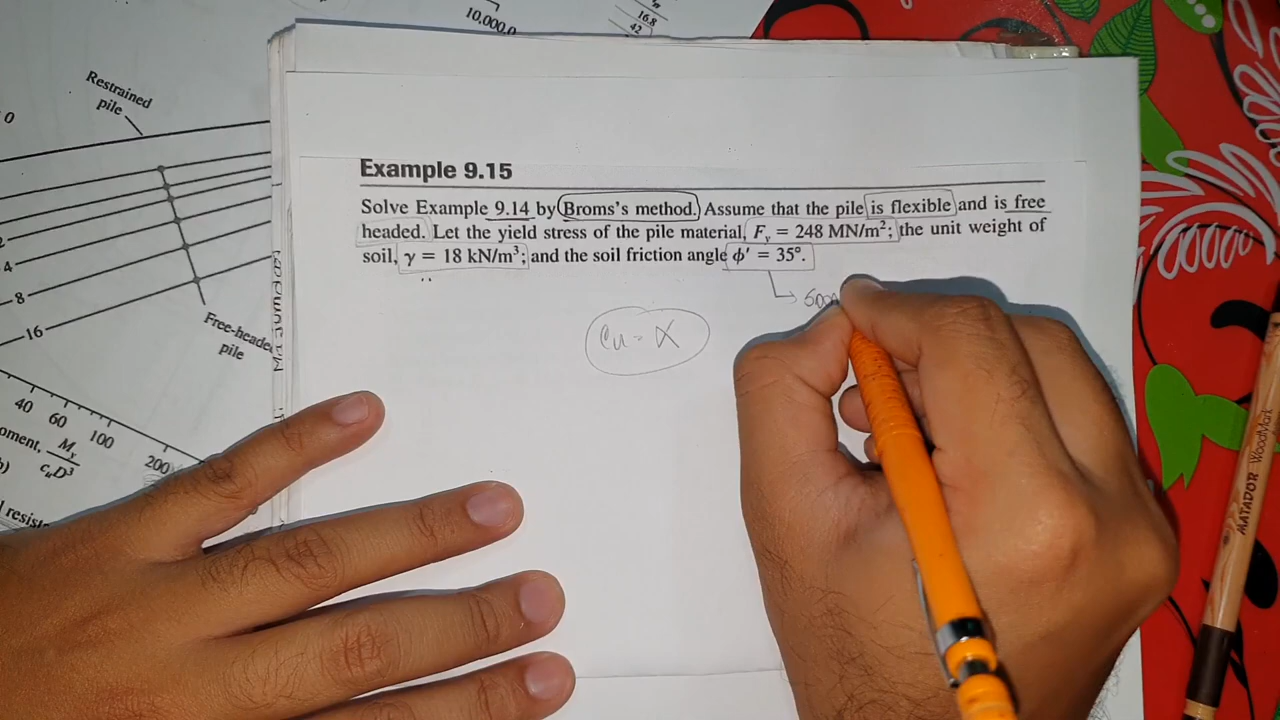 10,000.0
16.8
42
Restrained
pile
0
4
8
16
Free-headed
pile
40 60 100 200
oment, My
cuD³
Example 9.15
Solve Example 9.14 by Broms's method. Assume that the pile is flexible and is free
headed. Let the yield stress of the pile material, Fy = 248 MN/m²; the unit weight of
soil, γ = 18 kN/m³; and the soil friction angle ϕ′ = 35°.
Cu = X
MATADOR WoodMark